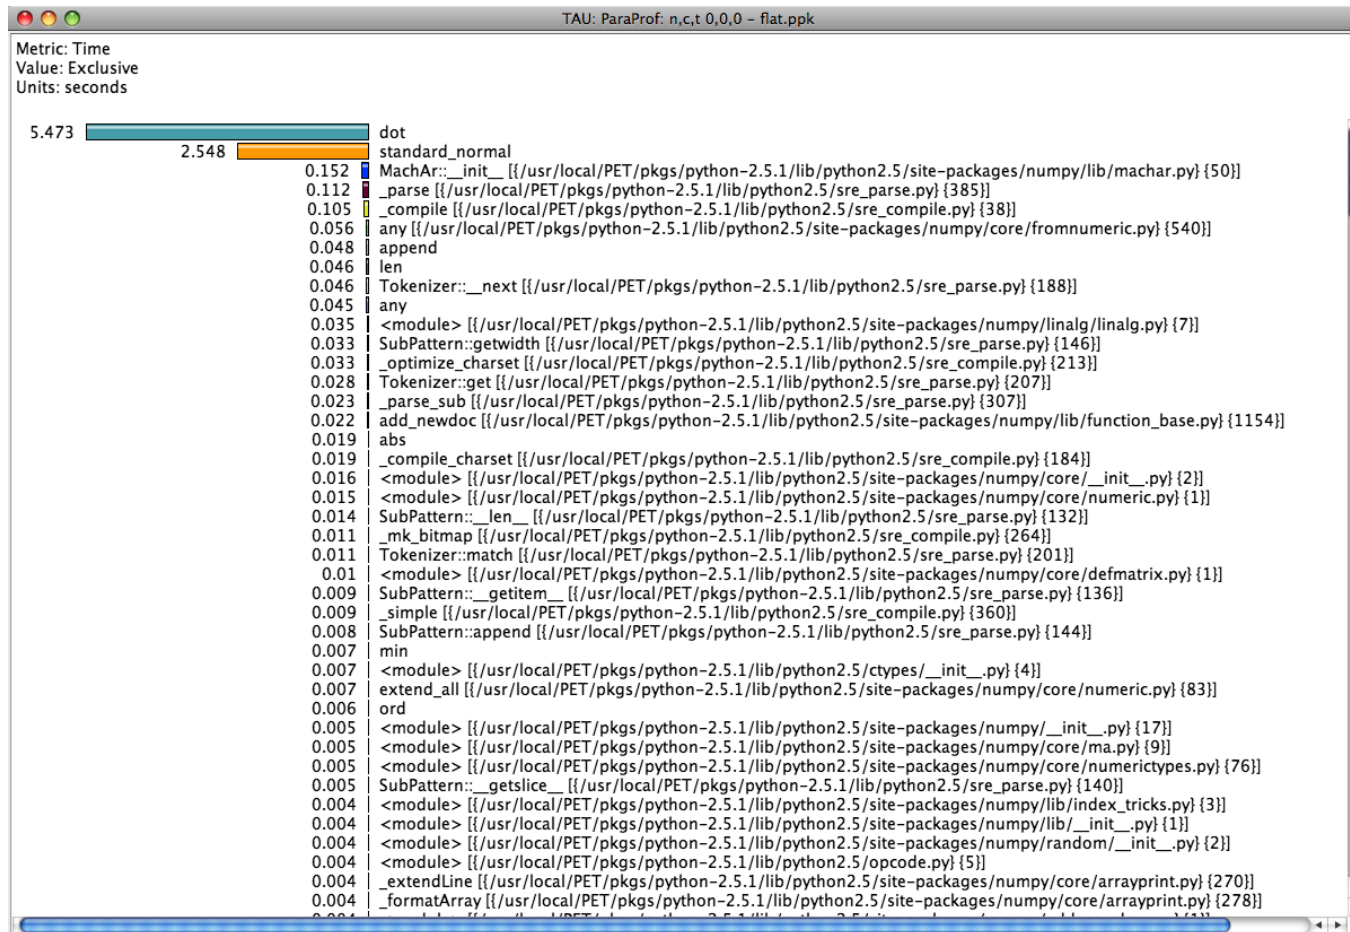 TAU: ParaProf: n,c,t 0,0,0 – flat.ppk
Metric: Time
Value: Exclusive
Units: seconds
5.473 dot
2.548 standard_normal
0.152 MachAr::__init__ [{/usr/local/PET/pkgs/python-2.5.1/lib/python2.5/site-packages/numpy/lib/machar.py} {50}]
0.112 _parse [{/usr/local/PET/pkgs/python-2.5.1/lib/python2.5/sre_parse.py} {385}]
0.105 _compile [{/usr/local/PET/pkgs/python-2.5.1/lib/python2.5/sre_compile.py} {38}]
0.056 any [{/usr/local/PET/pkgs/python-2.5.1/lib/python2.5/site-packages/numpy/core/fromnumeric.py} {540}]
0.048 append
0.046 len
0.046 Tokenizer::__next [{/usr/local/PET/pkgs/python-2.5.1/lib/python2.5/sre_parse.py} {188}]
0.045 any
0.035 <module> [{/usr/local/PET/pkgs/python-2.5.1/lib/python2.5/site-packages/numpy/linalg/linalg.py} {7}]
0.033 SubPattern::getwidth [{/usr/local/PET/pkgs/python-2.5.1/lib/python2.5/sre_parse.py} {146}]
0.033 _optimize_charset [{/usr/local/PET/pkgs/python-2.5.1/lib/python2.5/sre_compile.py} {213}]
0.028 Tokenizer::get [{/usr/local/PET/pkgs/python-2.5.1/lib/python2.5/sre_parse.py} {207}]
0.023 _parse_sub [{/usr/local/PET/pkgs/python-2.5.1/lib/python2.5/sre_parse.py} {307}]
0.022 add_newdoc [{/usr/local/PET/pkgs/python-2.5.1/lib/python2.5/site-packages/numpy/lib/function_base.py} {1154}]
0.019 abs
0.019 _compile_charset [{/usr/local/PET/pkgs/python-2.5.1/lib/python2.5/sre_compile.py} {184}]
0.016 <module> [{/usr/local/PET/pkgs/python-2.5.1/lib/python2.5/site-packages/numpy/core/__init__.py} {2}]
0.015 <module> [{/usr/local/PET/pkgs/python-2.5.1/lib/python2.5/site-packages/numpy/core/numeric.py} {1}]
0.014 SubPattern::__len__ [{/usr/local/PET/pkgs/python-2.5.1/lib/python2.5/sre_parse.py} {132}]
0.011 _mk_bitmap [{/usr/local/PET/pkgs/python-2.5.1/lib/python2.5/sre_compile.py} {264}]
0.011 Tokenizer::match [{/usr/local/PET/pkgs/python-2.5.1/lib/python2.5/sre_parse.py} {201}]
0.01 <module> [{/usr/local/PET/pkgs/python-2.5.1/lib/python2.5/site-packages/numpy/core/defmatrix.py} {1}]
0.009 SubPattern::__getitem__ [{/usr/local/PET/pkgs/python-2.5.1/lib/python2.5/sre_parse.py} {136}]
0.009 _simple [{/usr/local/PET/pkgs/python-2.5.1/lib/python2.5/sre_compile.py} {360}]
0.008 SubPattern::append [{/usr/local/PET/pkgs/python-2.5.1/lib/python2.5/sre_parse.py} {144}]
0.007 min
0.007 <module> [{/usr/local/PET/pkgs/python-2.5.1/lib/python2.5/ctypes/__init__.py} {4}]
0.007 extend_all [{/usr/local/PET/pkgs/python-2.5.1/lib/python2.5/site-packages/numpy/core/numeric.py} {83}]
0.006 ord
0.005 <module> [{/usr/local/PET/pkgs/python-2.5.1/lib/python2.5/site-packages/numpy/__init__.py} {17}]
0.005 <module> [{/usr/local/PET/pkgs/python-2.5.1/lib/python2.5/site-packages/numpy/core/ma.py} {9}]
0.005 <module> [{/usr/local/PET/pkgs/python-2.5.1/lib/python2.5/site-packages/numpy/core/numerictypes.py} {76}]
0.005 SubPattern::__getslice__ [{/usr/local/PET/pkgs/python-2.5.1/lib/python2.5/sre_parse.py} {140}]
0.004 <module> [{/usr/local/PET/pkgs/python-2.5.1/lib/python2.5/site-packages/numpy/lib/index_tricks.py} {3}]
0.004 <module> [{/usr/local/PET/pkgs/python-2.5.1/lib/python2.5/site-packages/numpy/lib/__init__.py} {1}]
0.004 <module> [{/usr/local/PET/pkgs/python-2.5.1/lib/python2.5/site-packages/numpy/random/__init__.py} {2}]
0.004 <module> [{/usr/local/PET/pkgs/python-2.5.1/lib/python2.5/opcode.py} {5}]
0.004 _extendLine [{/usr/local/PET/pkgs/python-2.5.1/lib/python2.5/site-packages/numpy/core/arrayprint.py} {270}]
0.004 _formatArray [{/usr/local/PET/pkgs/python-2.5.1/lib/python2.5/site-packages/numpy/core/arrayprint.py} {278}]